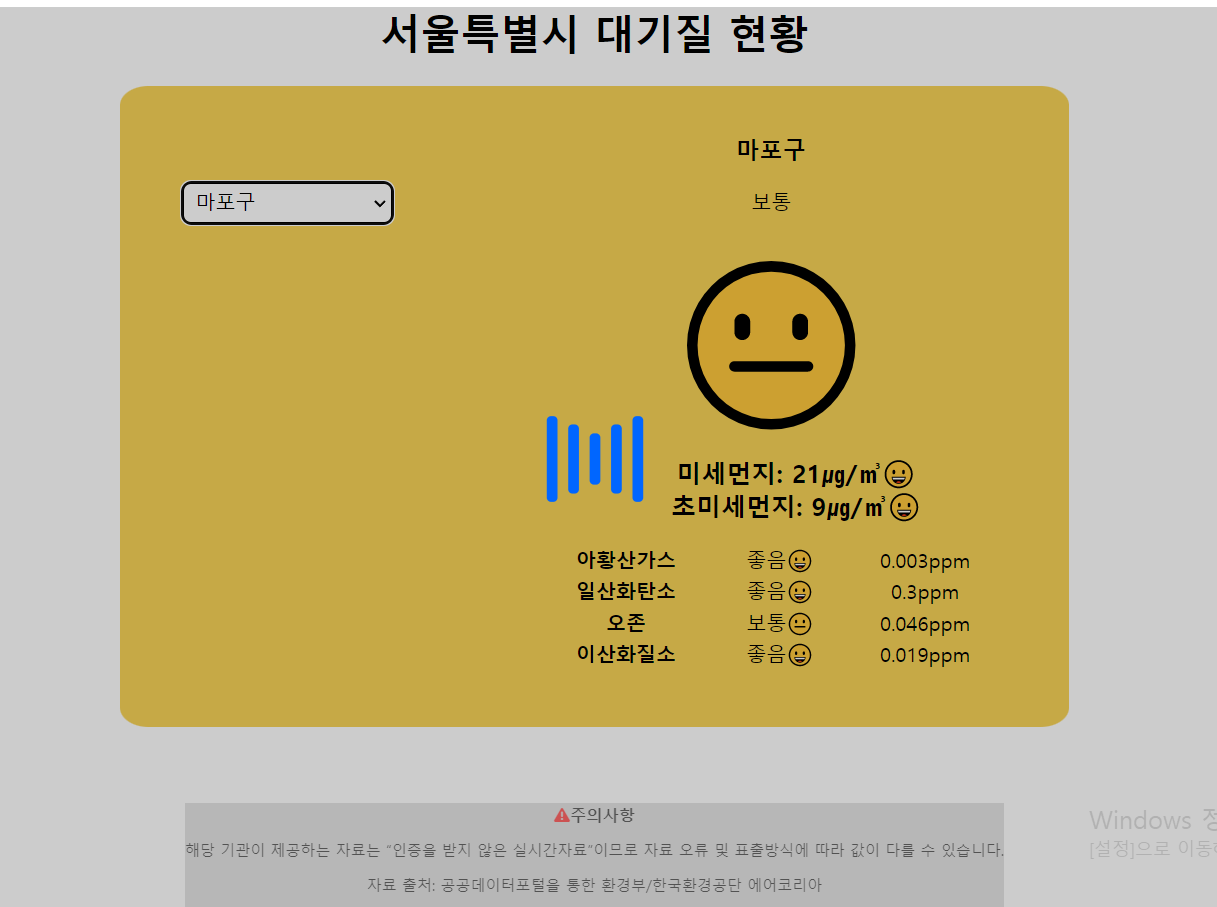 서울특별시 대기질 현황
마포구
마포구
보통
미세먼지: 21㎍/㎥
초미세먼지: 9㎍/㎥
아황산가스 좋음 0.003ppm
일산화탄소 좋음 0.3ppm
오존 보통 0.046ppm
이산화질소 좋음 0.019ppm
주의사항
해당 기관이 제공하는 자료는 “인증을 받지 않은 실시간자료”이므로 자료 오류 및 표출방식에 따라 값이 다를 수 있습니다.
자료 출처: 공공데이터포털을 통한 환경부/한국환경공단 에어코리아
Windows
[설정]으로